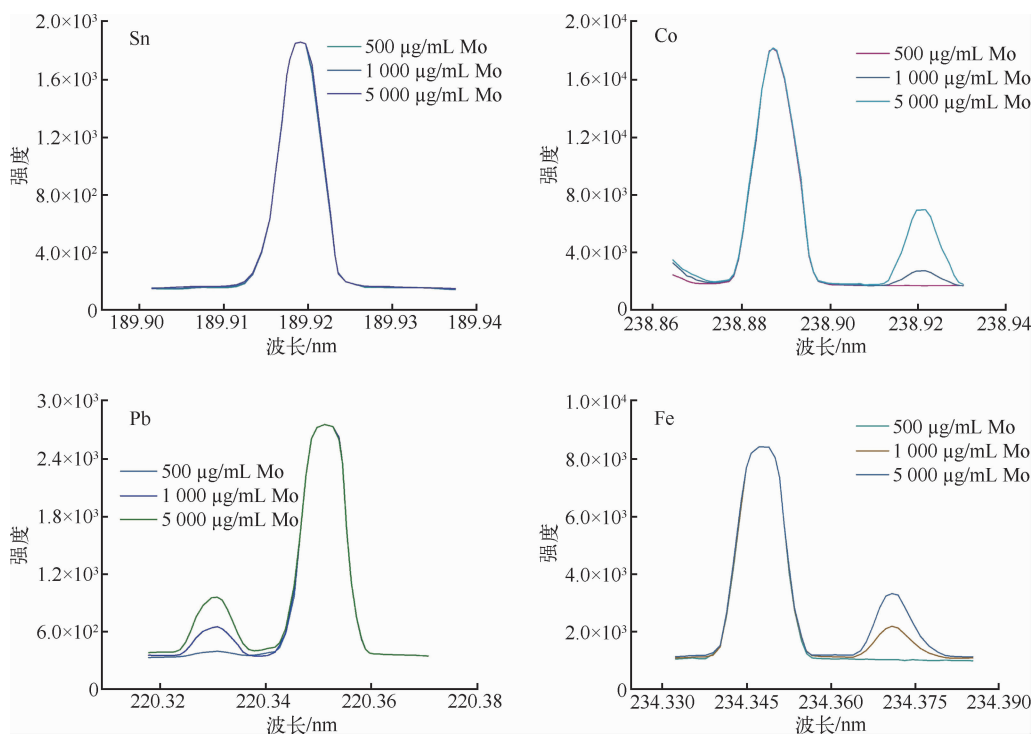 Sn
500 μg/mL Mo
1 000 μg/mL Mo
5 000 μg/mL Mo
2.0×10³
1.6×10³
1.2×10³
8.0×10²
4.0×10²
0
强度
189.90 189.91 189.92 189.93 189.94
波长/nm
Co
500 μg/mL Mo
1 000 μg/mL Mo
5 000 μg/mL Mo
2.0×10⁴
1.6×10⁴
1.2×10⁴
8.0×10³
4.0×10³
0
强度
238.86 238.88 238.90 238.92 238.94
波长/nm
Pb
500 μg/mL Mo
1 000 μg/mL Mo
5 000 μg/mL Mo
3.0×10³
2.4×10³
1.8×10³
1.2×10³
6.0×10²
0
强度
220.32 220.34 220.36 220.38
波长/nm
Fe
500 μg/mL Mo
1 000 μg/mL Mo
5 000 μg/mL Mo
1.0×10⁴
8.0×10³
6.0×10³
4.0×10³
2.0×10³
0
强度
234.330 234.345 234.360 234.375 234.390
波长/nm